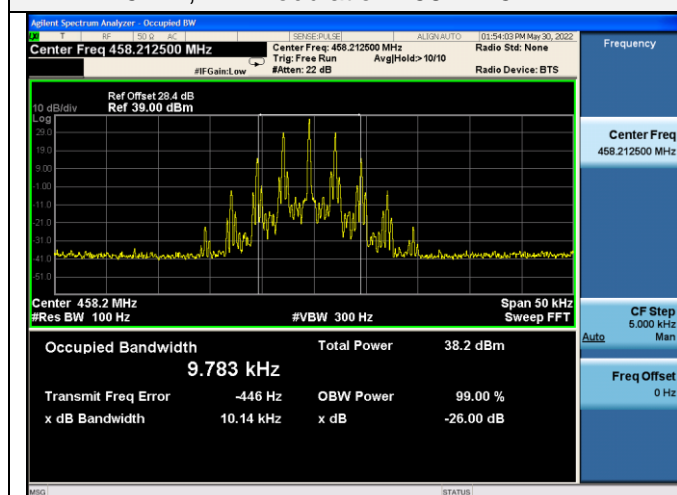 Agilent Spectrum Analyzer - Occupied BW
LXI T RF 50 Ω AC SENSE:PULSE ALIGN AUTO 01:54:03 PM May 30, 2022
Center Freq 458.212500 MHz
Center Freq: 458.212500 MHz Radio Std: None
Trig: Free Run Avg|Hold:> 10/10
#IFGain:Low #Atten: 22 dB Radio Device: BTS
Frequency
Ref Offset 28.4 dB
10 dB/div Ref 39.00 dBm
Log
29.0
19.0
9.00
-1.00
-11.0
-21.0
-31.0
-41.0
-51.0
Center 458.2 MHz Span 50 kHz
#Res BW 100 Hz #VBW 300 Hz Sweep FFT
Occupied Bandwidth Total Power 38.2 dBm
9.783 kHz
Transmit Freq Error -446 Hz OBW Power 99.00 %
x dB Bandwidth 10.14 kHz x dB -26.00 dB
Center Freq
458.212500 MHz
CF Step
5.000 kHz
Auto Man
Freq Offset
0 Hz
MSG STATUS